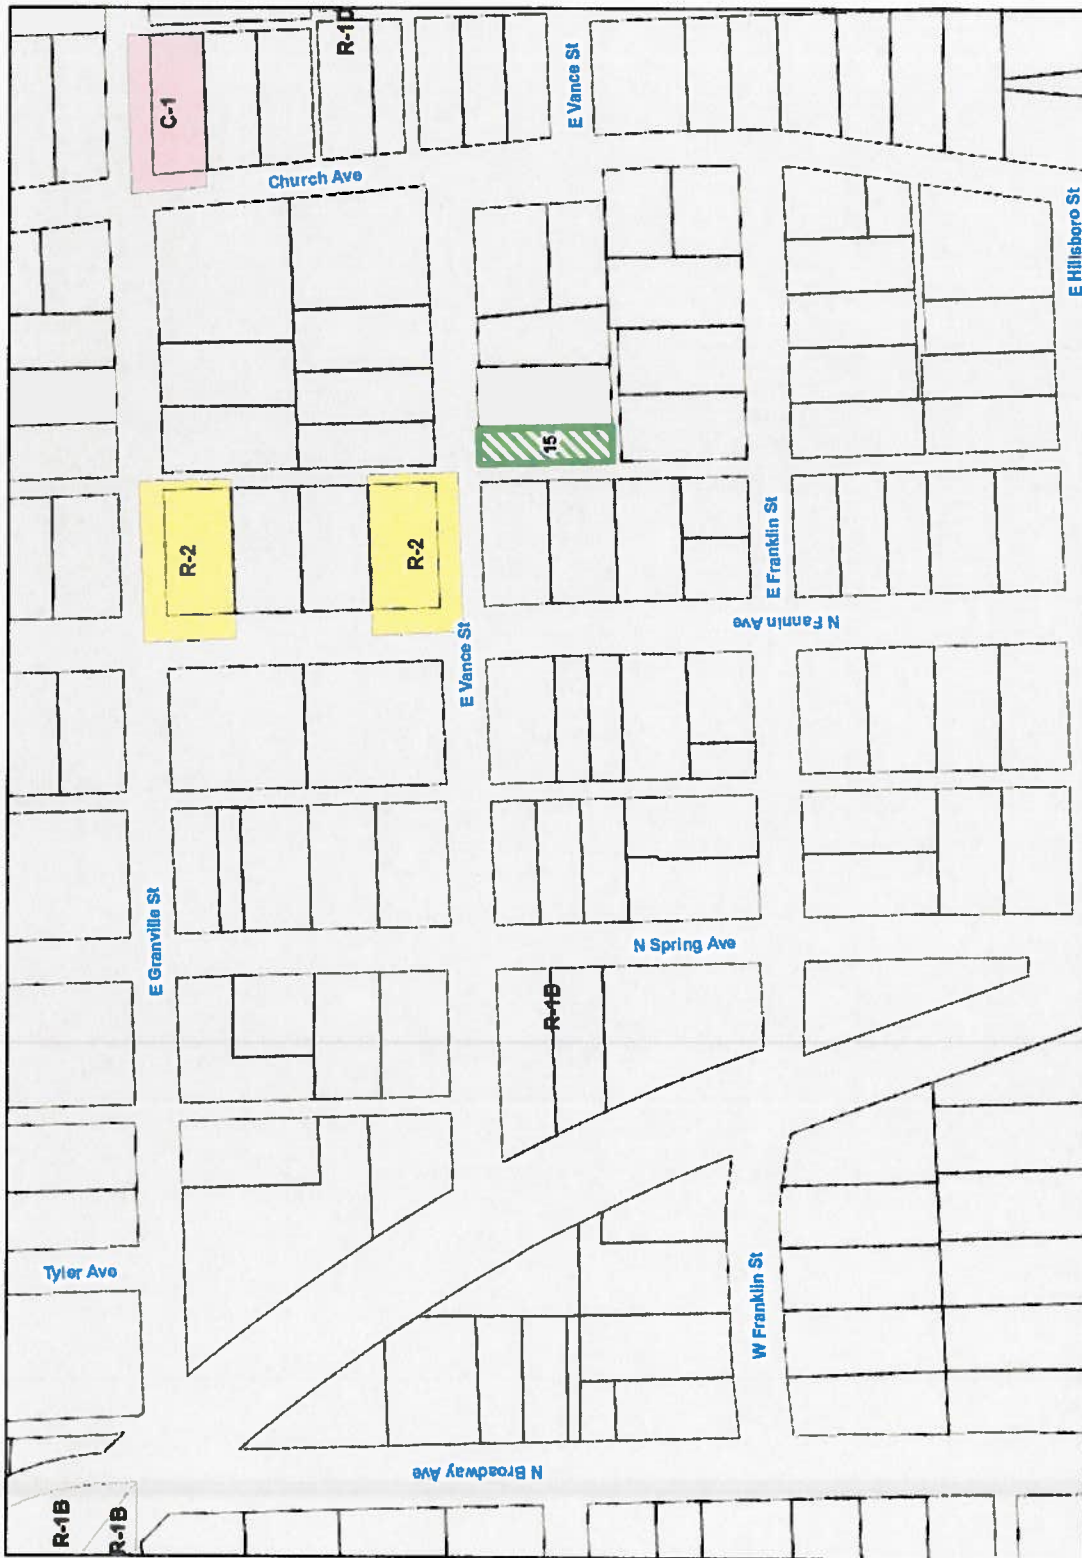 C-1
R-1D
E Vance St
Church Ave
E Hillsboro St
15
R-2
R-2
E Franklin St
N Fannin Ave
E Vance St
E Granville St
N Spring Ave
R-1B
Tyler Ave
W Franklin St
N Broadway Ave
R-1B
R-1B